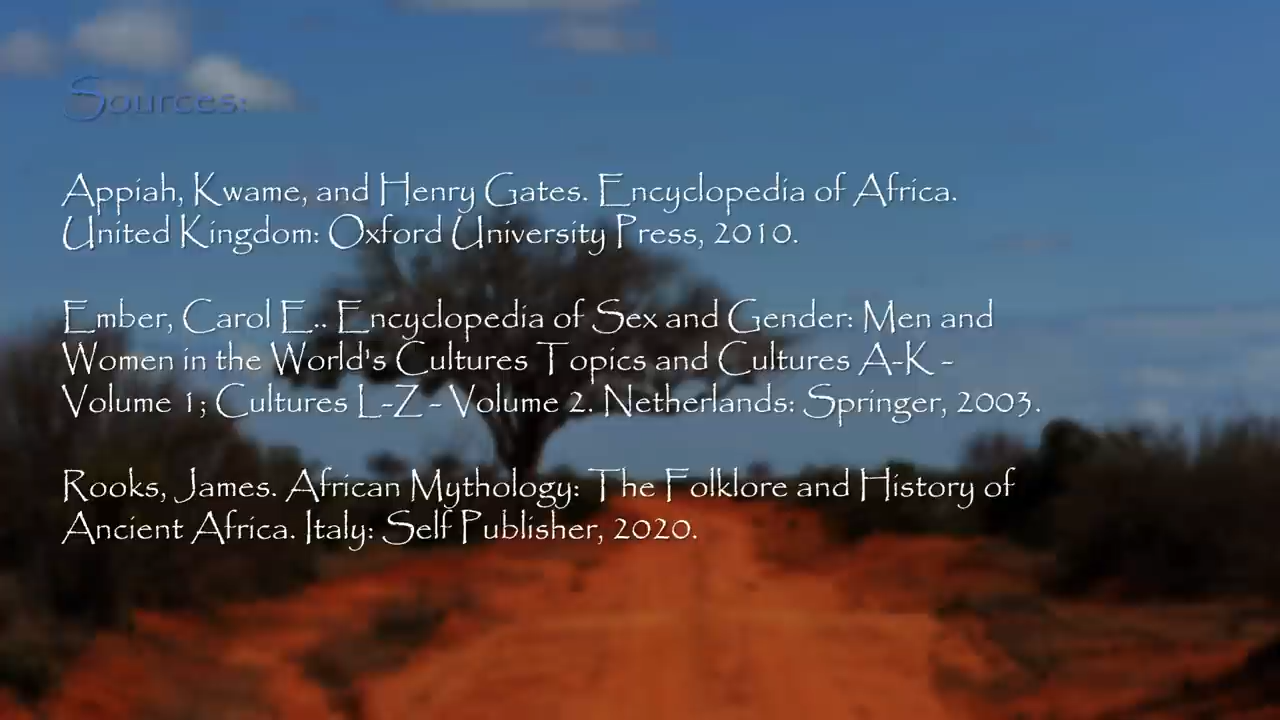 Sources:
Appiah, Kwame, and Henry Gates. Encyclopedia of Africa.
United Kingdom: Oxford University Press, 2010.
Ember, Carol E.. Encyclopedia of Sex and Gender: Men and
Women in the World's Cultures Topics and Cultures A-K -
Volume 1; Cultures L-Z - Volume 2. Netherlands: Springer, 2003.
Rooks, James. African Mythology: The Folklore and History of
Ancient Africa. Italy: Self Publisher, 2020.